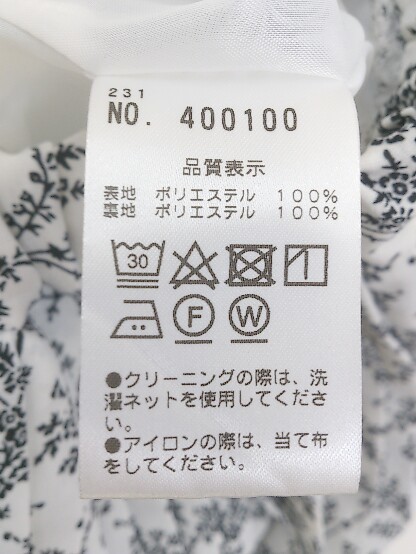 231
NO. 400100
品質表示
表地 ポリエステル 100%
裏地 ポリエステル 100%
30
F W
●クリーニングの際は、洗
濯ネットを使用してくださ
い。
●アイロンの際は、当て布
をしてください。